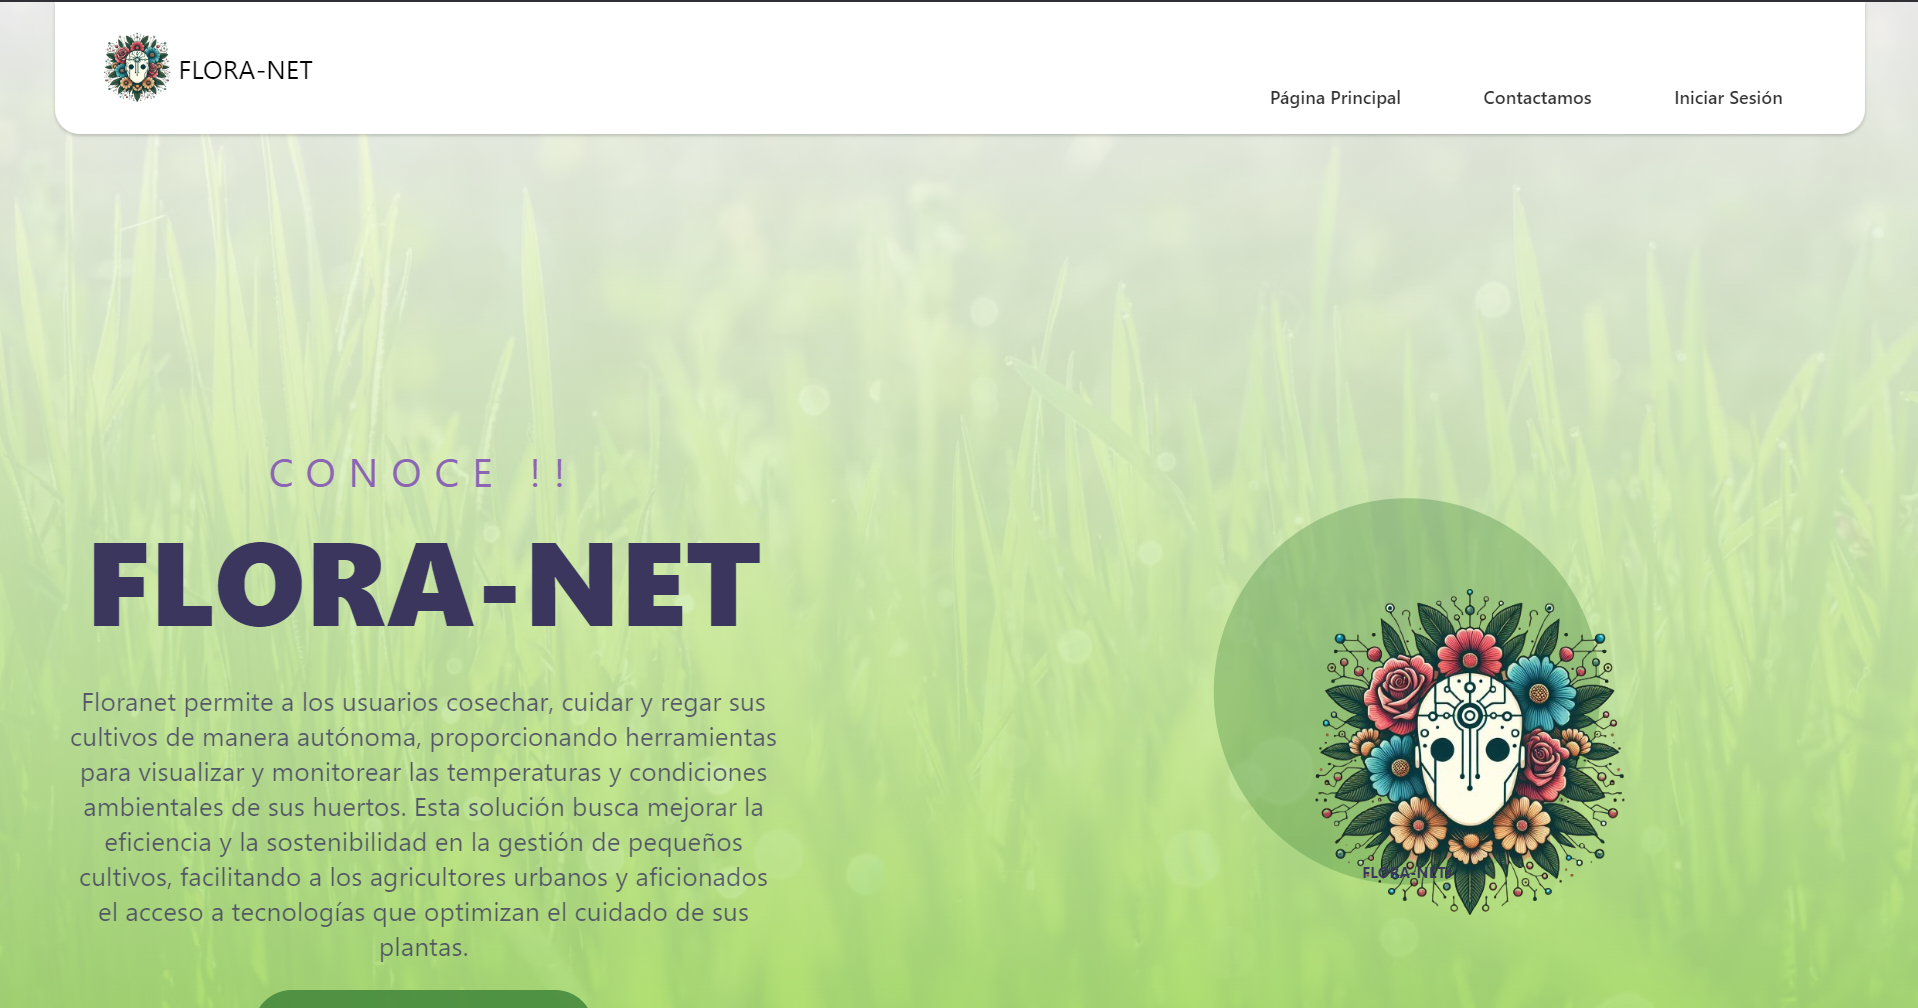 FLORA-NET
Página Principal
Contactamos
Iniciar Sesión
CONOCE !!
FLORA-NET
Floranet permite a los usuarios cosechar, cuidar y regar sus
cultivos de manera autónoma, proporcionando herramientas
para visualizar y monitorear las temperaturas y condiciones
ambientales de sus huertos. Esta solución busca mejorar la
eficiencia y la sostenibilidad en la gestión de pequeños
cultivos, facilitando a los agricultores urbanos y aficionados
el acceso a tecnologías que optimizan el cuidado de sus
plantas.
FLORA-NET